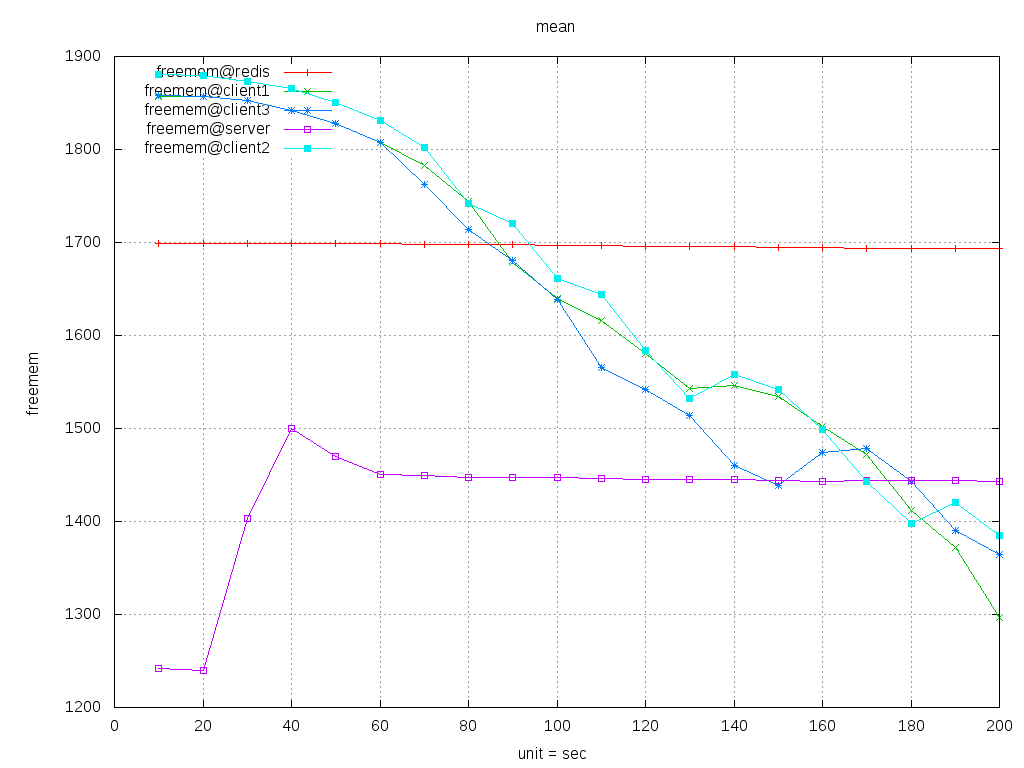 mean
1900
1800
1700
1600
1500
1400
1300
1200
freemem
freemem@redis
freemem@client1
freemem@client3
freemem@server
freemem@client2
0 20 40 60 80 100 120 140 160 180 200
unit = sec